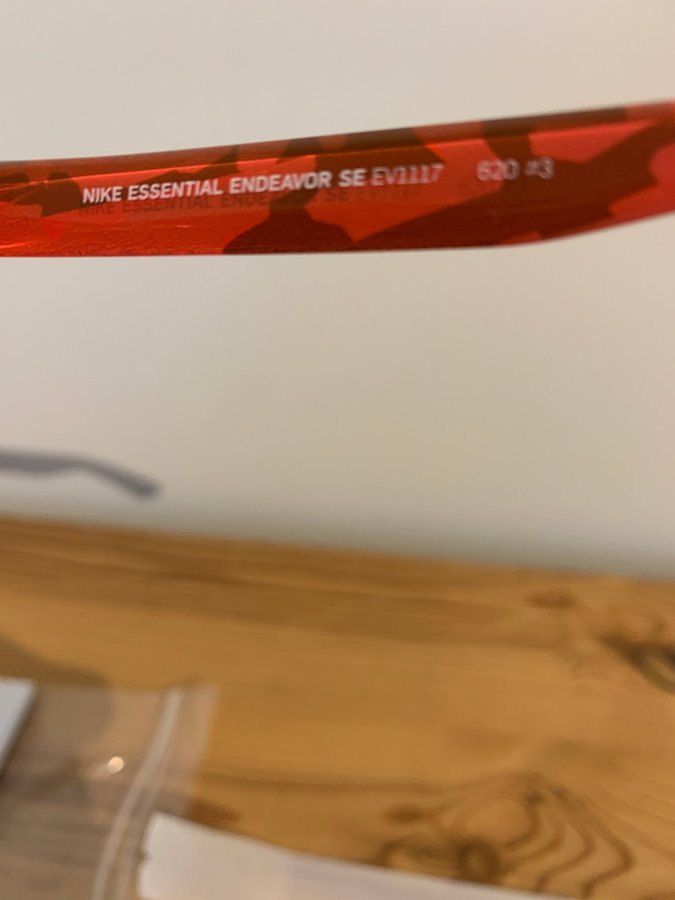 NIKE ESSENTIAL ENDEAVOR SE EV1117 620 #3